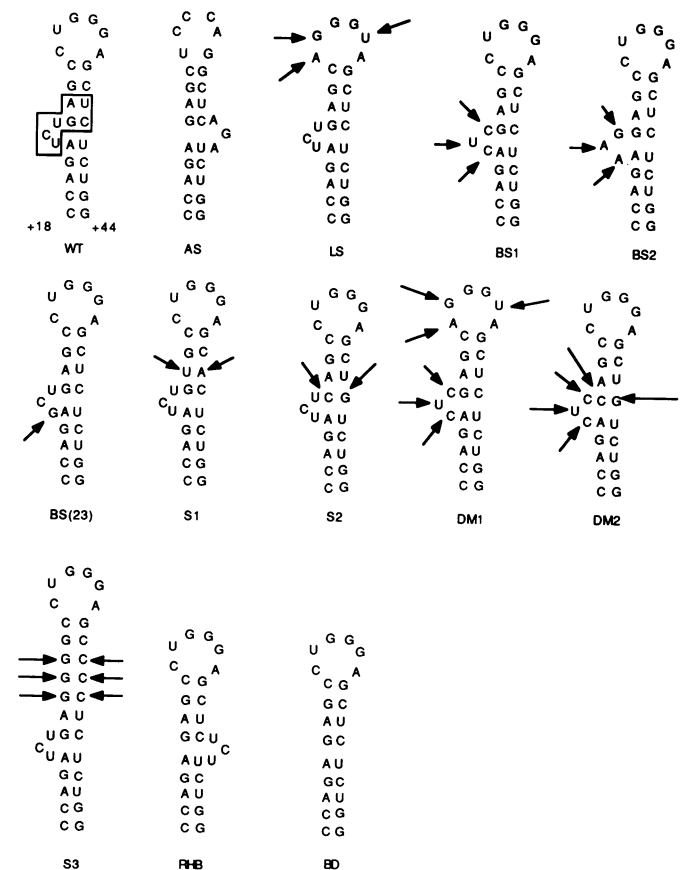 G G
U G
C A
C G
G C
A U
U G C
C
U A U
G C
A U
C G
C G
+18 +44
WT
C C
C A
U G
C G
G C
A U
G C A
G
A U A
G C
A U
C G
C G
AS
G G
G U
A A
C G
G C
A U
U G C
C
U A U
G C
A U
C G
C G
LS
G G
U G
C A
C G
G C
A U
C G C
U
C A U
G C
A U
C G
C G
BS1
G G
U G
C A
C G
G C
A U
G G C
A
A A U
G C
A U
C G
C G
BS2
G G
U G
C A
C G
G C
A U
U G C
C
G A U
G C
A U
C G
C G
BS(23)
G G
U G
C A
C G
G C
U A
U G C
C
U A U
G C
A U
C G
C G
S1
G G
U G
C A
C G
G C
A U
U C G
C
U A U
G C
A U
C G
C G
S2
G G
G U
A A
C G
G C
A U
C G C
U
C A U
G C
A U
C G
C G
DM1
G G
U G
C A
C G
G C
A U
C C G
U
C A U
G C
A U
C G
C G
DM2
G G
U G
C A
C G
G C
G C
G C
G C
A U
U G C
C
U A U
G C
A U
C G
C G
S3
G G
U G
C A
C G
G C
A U
G C U
C
A U U
G C
A U
C G
C G
RHB
G G
U G
C A
C G
G C
A U
G C
A U
G C
A U
C G
C G
BD